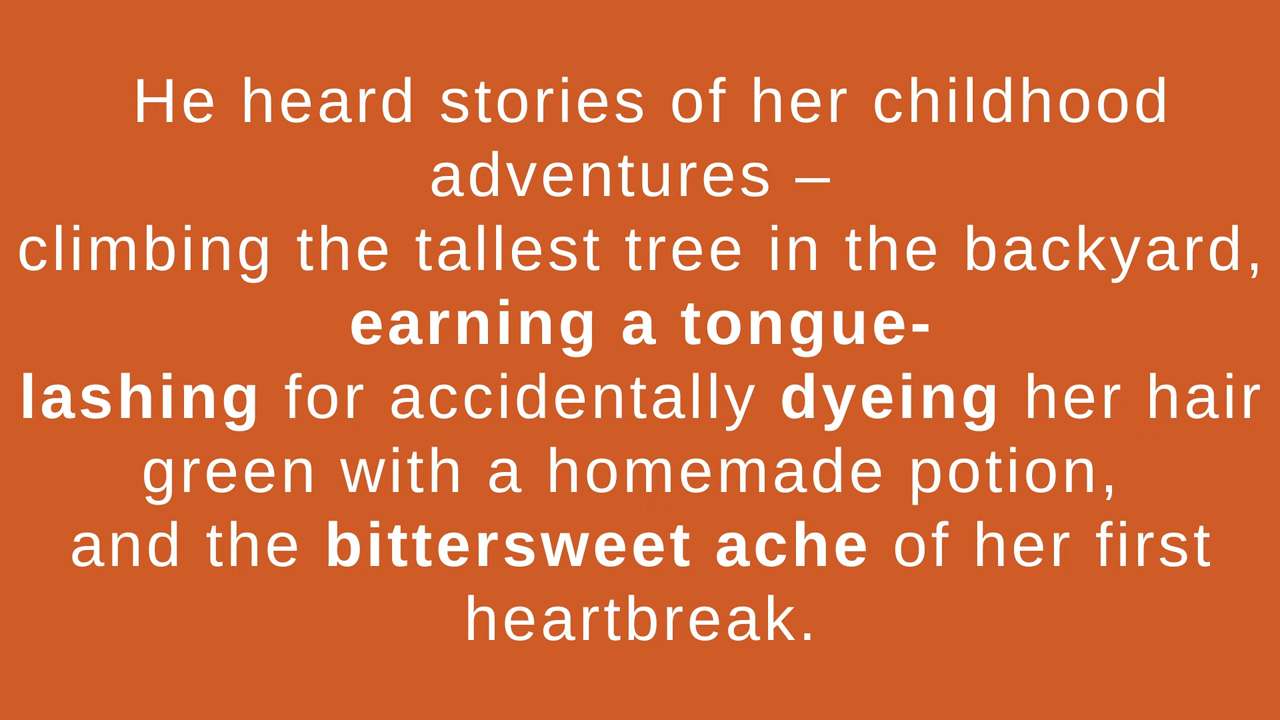 He heard stories of her childhood
adventures –
climbing the tallest tree in the backyard,
earning a tongue-
lashing for accidentally dyeing her hair
green with a homemade potion,
and the bittersweet ache of her first
heartbreak.